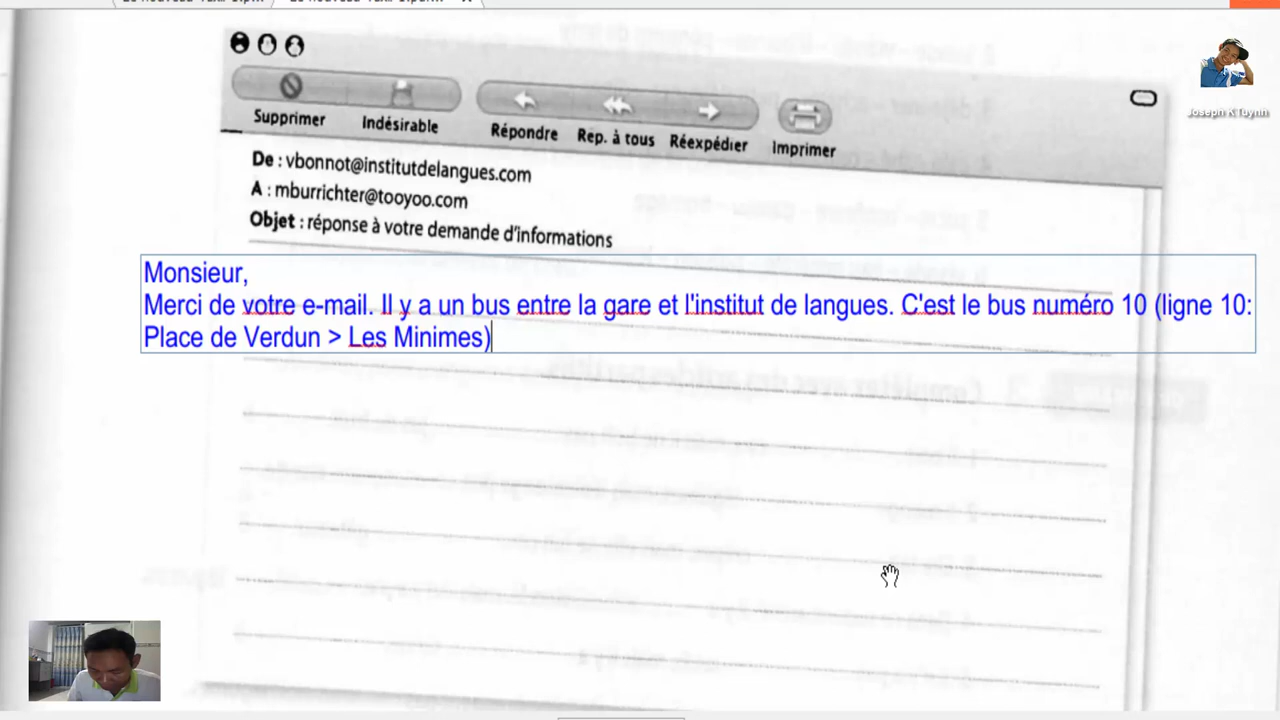 Supprimer Indésirable Répondre Rep. à tous Réexpédier Imprimer
Joseph KTuynh
De : vbonnot@institutdelangues.com
A : mburrichter@tooyoo.com
Objet : réponse à votre demande d'informations
Monsieur,
Merci de votre e-mail. Il y a un bus entre la gare et l'institut de langues. C'est le bus numéro 10 (ligne 10:
Place de Verdun > Les Minimes)